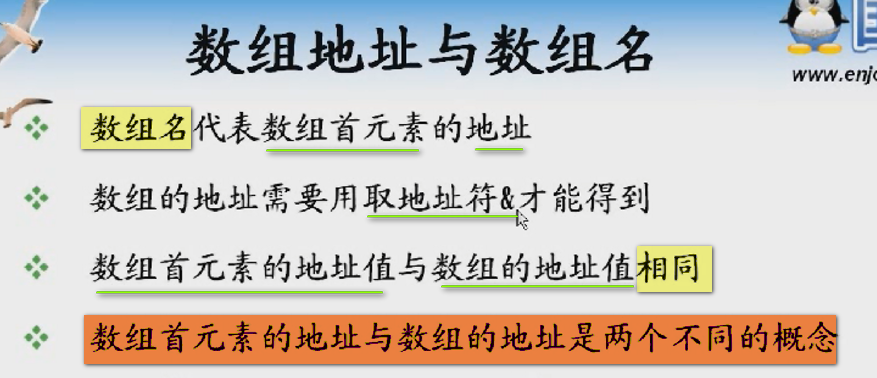 数组地址与数组名
www.enjo
数组名代表数组首元素的地址
数组的地址需要用取地址符&才能得到
数组首元素的地址值与数组的地址值相同
数组首元素的地址与数组的地址是两个不同的概念